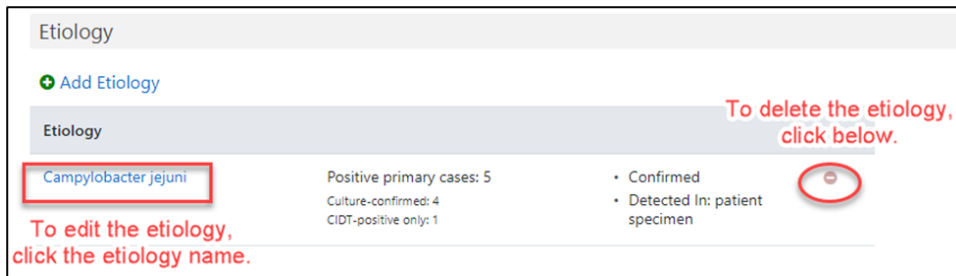 Etiology
Add Etiology
To delete the etiology,
click below.
Etiology
Campylobacter jejuni
Positive primary cases: 5
Culture-confirmed: 4
CIDT-positive only: 1
• Confirmed
• Detected In: patient
specimen
To edit the etiology,
click the etiology name.